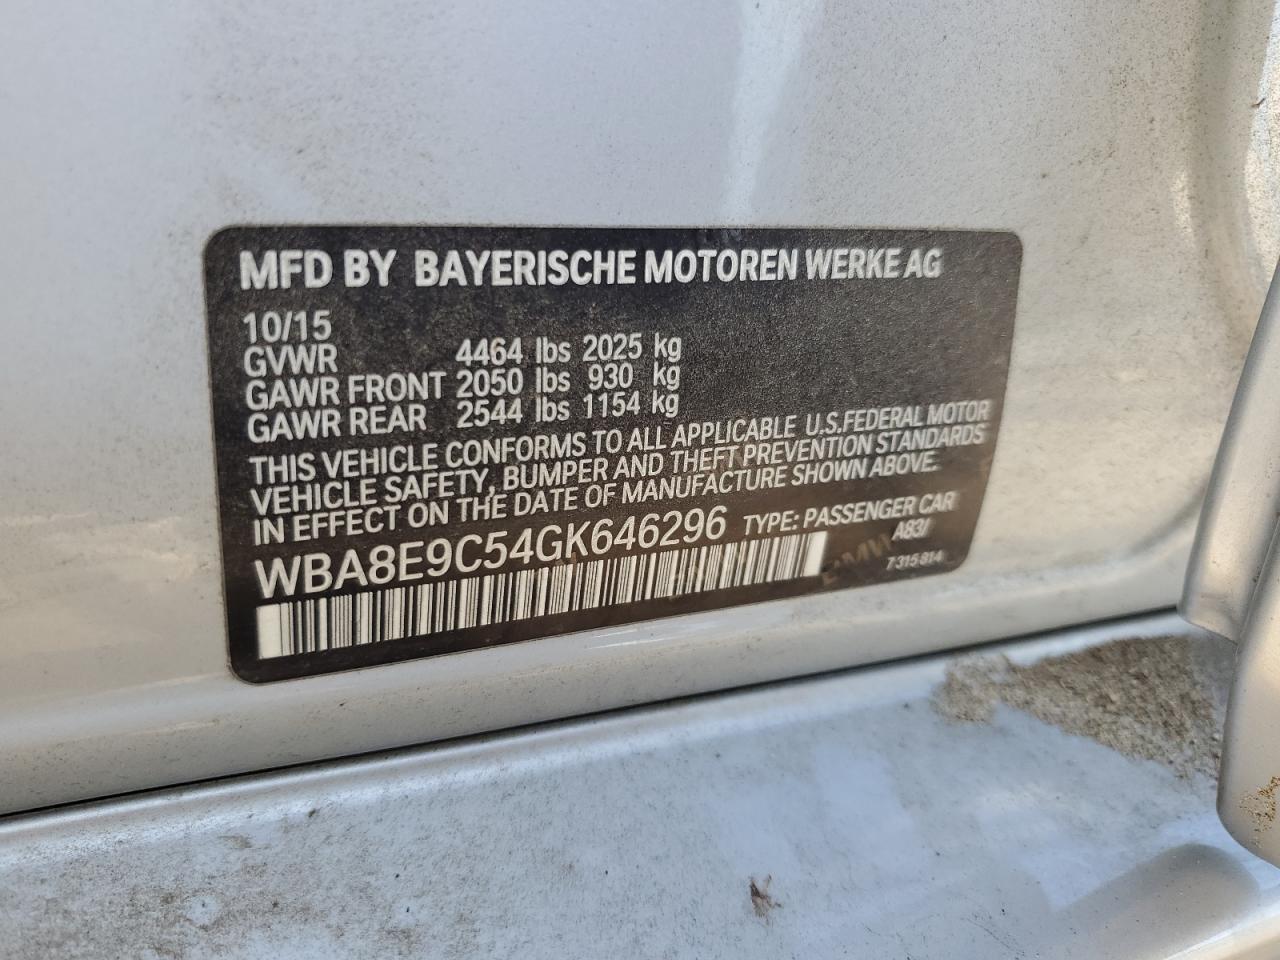 MFD BY BAYERISCHE MOTOREN WERKE AG
10/15
GVWR 4464 lbs 2025 kg
GAWR FRONT 2050 lbs 930 kg
GAWR REAR 2544 lbs 1154 kg
THIS VEHICLE CONFORMS TO ALL APPLICABLE U.S.FEDERAL MOTOR
VEHICLE SAFETY, BUMPER AND THEFT PREVENTION STANDARDS
IN EFFECT ON THE DATE OF MANUFACTURE SHOWN ABOVE.
WBA8E9C54GK646296 TYPE: PASSENGER CAR
A83/
BMW
7 315 814